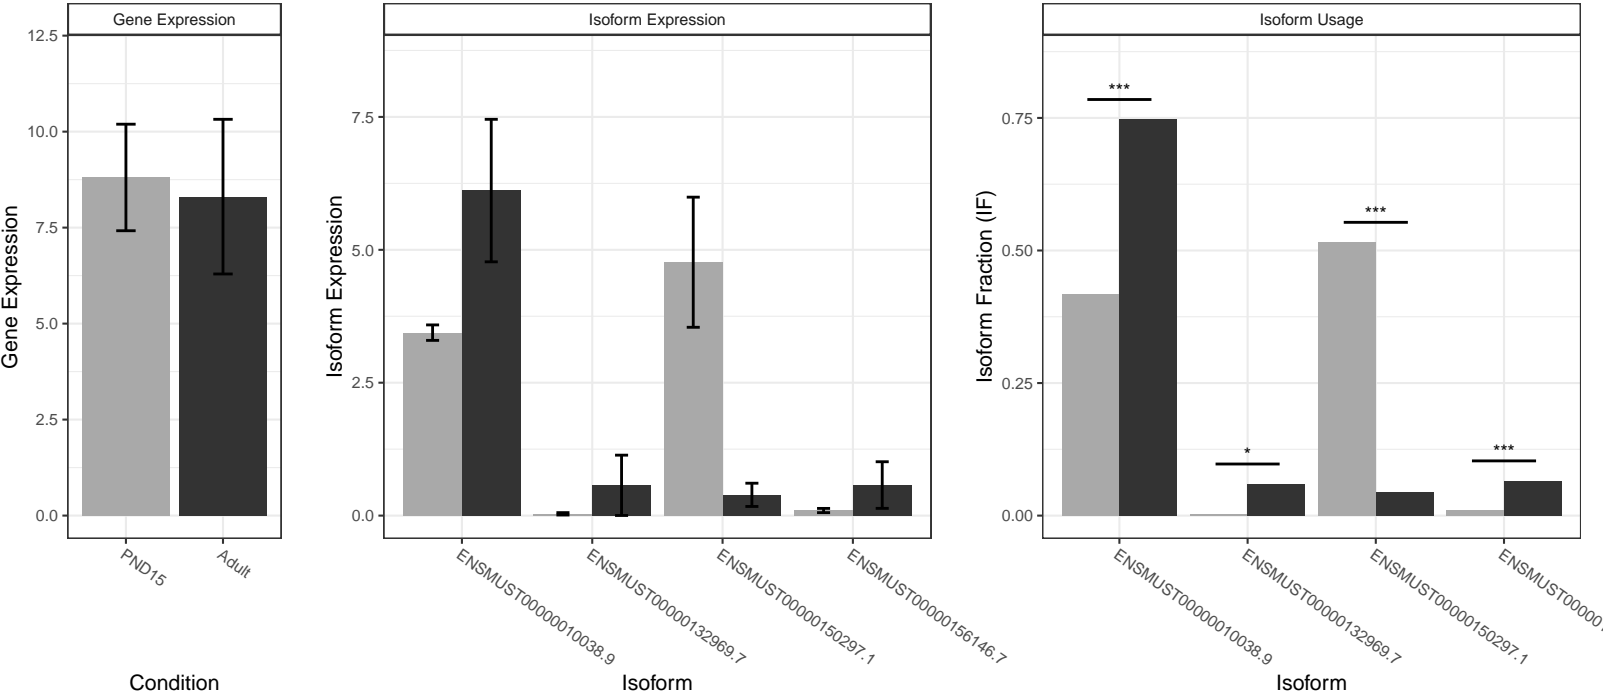 Gene Expression
Isoform Expression
Isoform Usage
Gene Expression
12.5
10.0
7.5
5.0
2.5
0.0
PND15
Adult
Condition
Isoform Expression
7.5
5.0
2.5
0.0
ENSMUST00000010038.9
ENSMUST00000132969.7
ENSMUST00000150297.1
ENSMUST00000156146.7
Isoform
Isoform Fraction (IF)
0.75
0.50
0.25
0.00
***
*
***
***
ENSMUST00000010038.9
ENSMUST00000132969.7
ENSMUST00000150297.1
Isoform